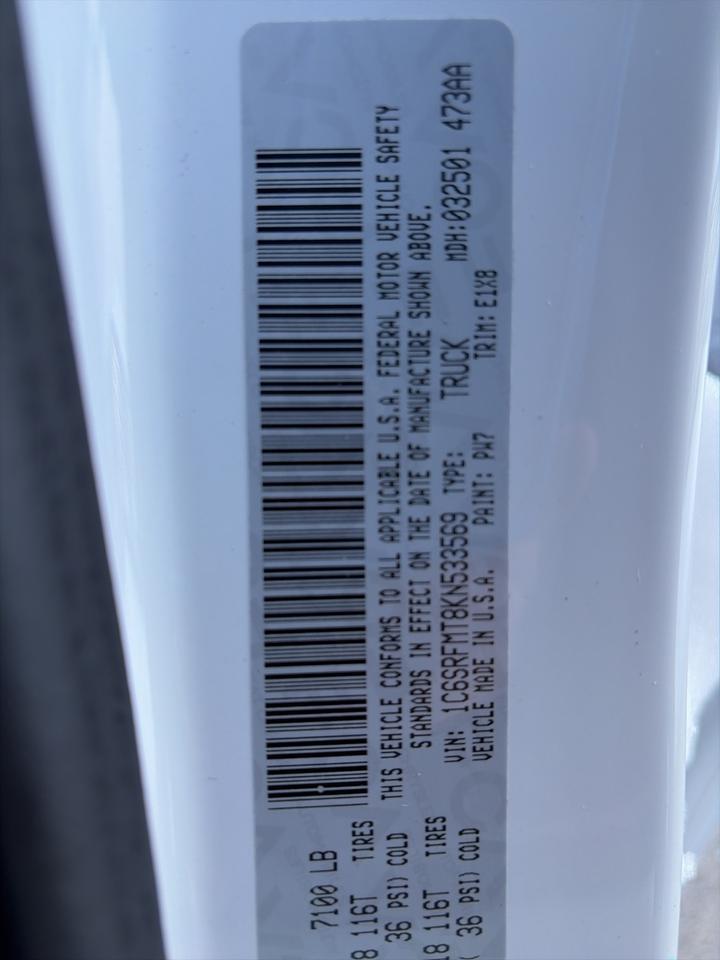 7100 LB
8 116T TIRES
36 PSI) COLD
18 116T TIRES
( 36 PSI) COLD
THIS VEHICLE CONFORMS TO ALL APPLICABLE U.S.A. FEDERAL MOTOR VEHICLE SAFETY
STANDARDS IN EFFECT ON THE DATE OF MANUFACTURE SHOWN ABOVE.
VIN: 1C6SRFMT8KN533569 TYPE: TRUCK MDH:032501 473AA
VEHICLE MADE IN U.S.A. PAINT: PW7 TRIM: E1X8